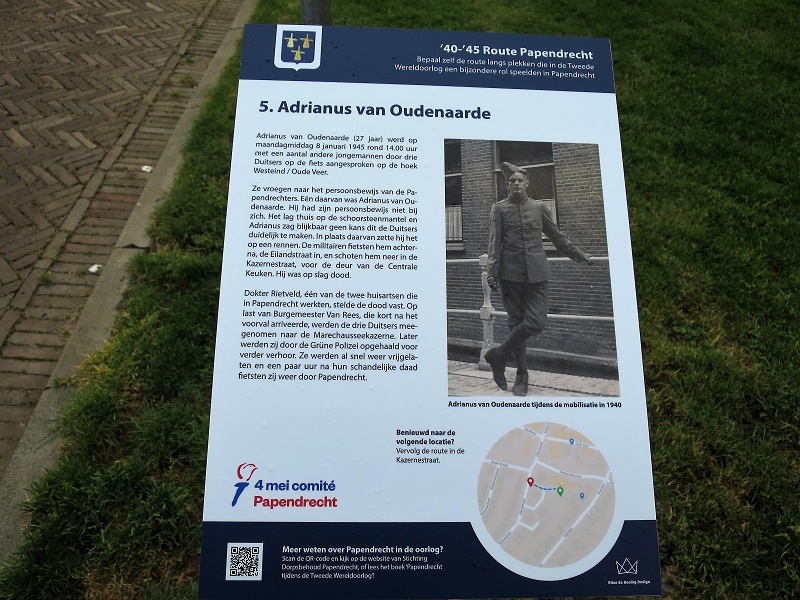 '40-'45 Route Papendrecht
Bepaal zelf de route langs plekken die in de Tweede
Wereldoorlog een bijzondere rol speelden in Papendrecht
5. Adrianus van Oudenaarde
Adrianus van Oudenaarde (27 jaar) werd op
maandagmiddag 8 januari 1945 rond 14.00 uur
met een aantal andere jongemannen door drie
Duitsers op de fiets aangesproken op de hoek
Westeind / Oude Veer.
Ze vroegen naar het persoonsbewijs van de Pa-
pendrechters. Eén daarvan was Adrianus van Ou-
denaarde. Hij had zijn persoonsbewijs niet bij
zich. Het lag thuis op de schoorsteenmantel en
Adrianus zag blijkbaar geen kans dit de Duitsers
duidelijk te maken. In plaats daarvan zette hij het
op een rennen. De militairen fietsten hem achter-
na, de Eilandstraat in, en schoten hem neer in de
Kazernestraat, voor de deur van de Centrale
Keuken. Hij was op slag dood.
Dokter Rietveld, één van de twee huisartsen die
in Papendrecht werkten, stelde de dood vast. Op
last van Burgemeester Van Rees, die kort na het
voorval arriveerde, werden de drie Duitsers mee-
genomen naar de Marechausseekazerne. Later
werden zij door de Grüne Polizei opgehaald voor
verder verhoor. Ze werden al snel weer vrijgela-
ten en een paar uur na hun schandelijke daad
fietsten zij weer door Papendrecht.
Adrianus van Oudenaarde tijdens de mobilisatie in 1940
Benieuwd naar de
volgende locatie?
Vervolg de route in de
Kazernestraat.
4 mei comité
Papendrecht
Meer weten over Papendrecht in de oorlog?
Scan de QR-code en kijk op de website van Stichting
Dorpsbehoud Papendrecht, of lees het boek 'Papendrecht
tijdens de Tweede Wereldoorlog'!
Elize de Koning Design